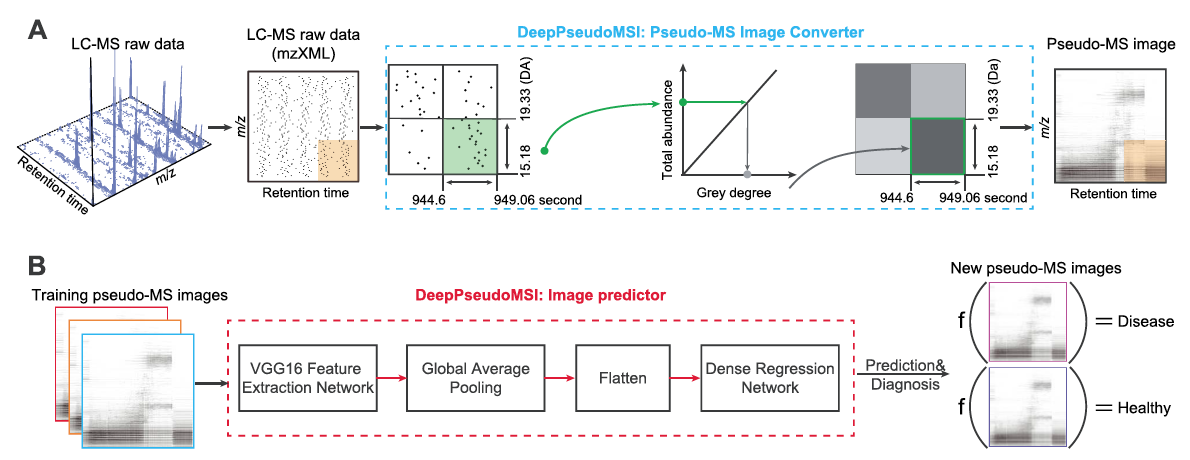 A
LC-MS raw data
Retention time
m/z
LC-MS raw data
(mzXML)
m/z
Retention time
DeepPseudoMSI: Pseudo-MS Image Converter
15.18
19.33 (DA)
944.6
949.06 second
Total abundance
Grey degree
15.18
19.33 (Da)
944.6
949.06 second
Pseudo-MS image
m/z
Retention time
B
Training pseudo-MS images
DeepPseudoMSI: Image predictor
VGG16 Feature
Extraction Network
Global Average
Pooling
Flatten
Dense Regression
Network
Prediction&
Diagnosis
New pseudo-MS images
f
= Disease
f
= Healthy